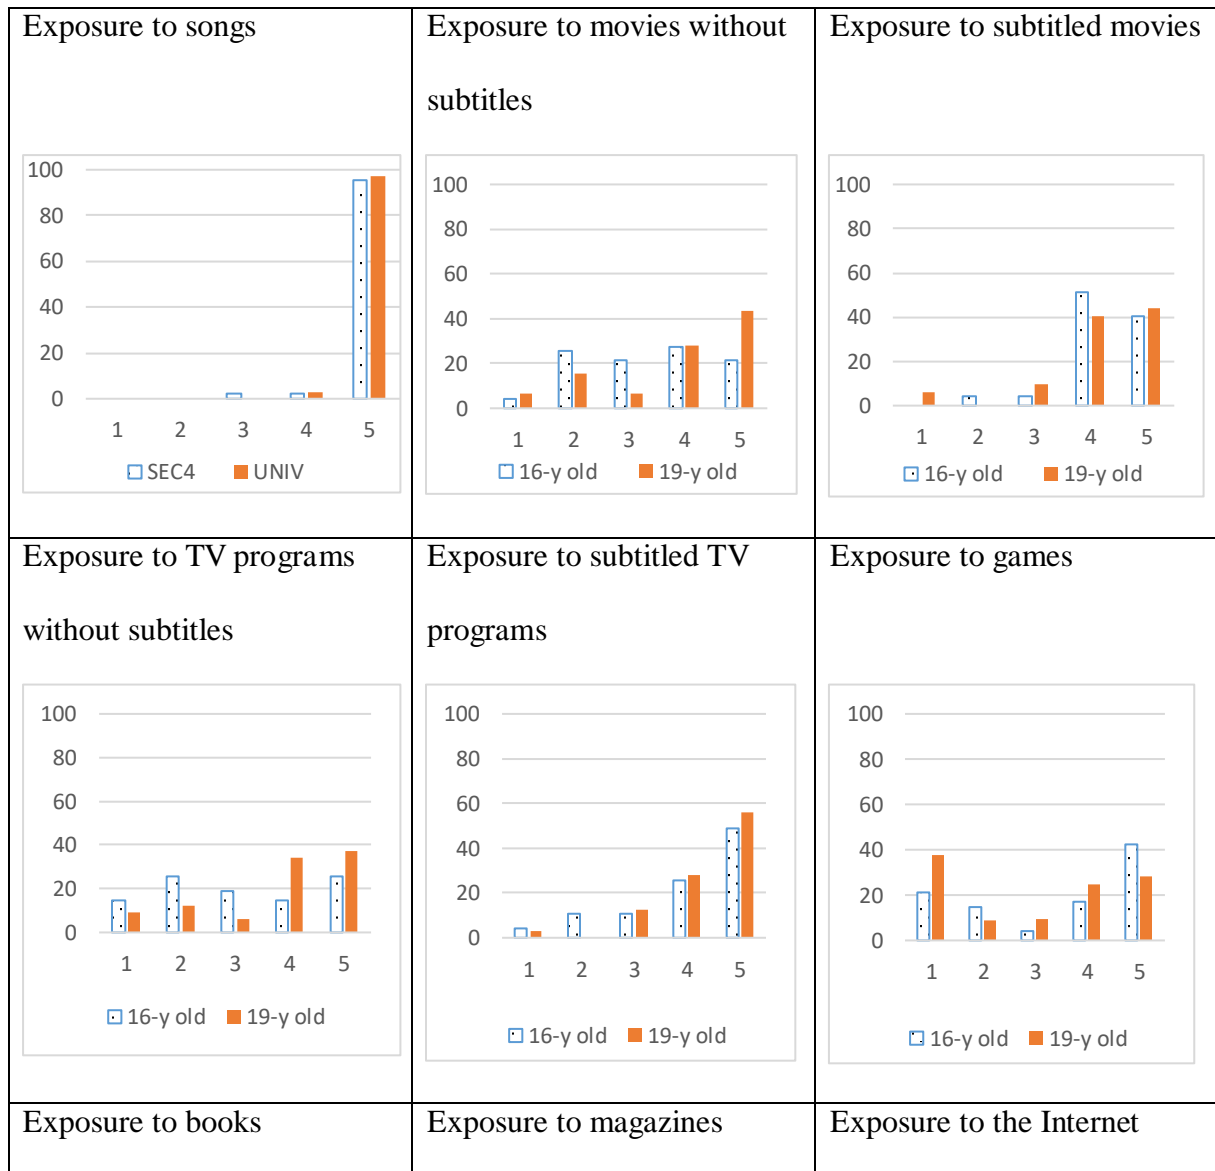 Exposure to songs
100
80
60
40
20
0
1 2 3 4 5
SEC4 UNIV
Exposure to movies without
subtitles
100
80
60
40
20
0
1 2 3 4 5
16-y old 19-y old
Exposure to subtitled movies
100
80
60
40
20
0
1 2 3 4 5
16-y old 19-y old
Exposure to TV programs
without subtitles
100
80
60
40
20
0
1 2 3 4 5
16-y old 19-y old
Exposure to subtitled TV
programs
100
80
60
40
20
0
1 2 3 4 5
16-y old 19-y old
Exposure to games
100
80
60
40
20
0
1 2 3 4 5
16-y old 19-y old
Exposure to books
Exposure to magazines
Exposure to the Internet